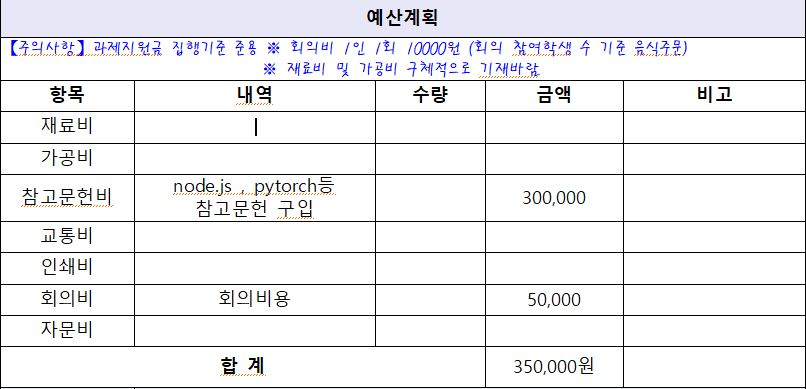 예산계획
【주의사항】과제지원금 집행기준 준용 ※ 회의비 1인 1회 10000원 (회의 참여학생 수 기준 음식주문)
※ 재료비 및 가공비 구체적으로 기재바람
항목 내역 수량 금액 비고
재료비
가공비
참고문헌비 node.js , pytorch등 참고문헌 구입 300,000
교통비
인쇄비
회의비 회의비용 50,000
자문비
합 계 350,000원